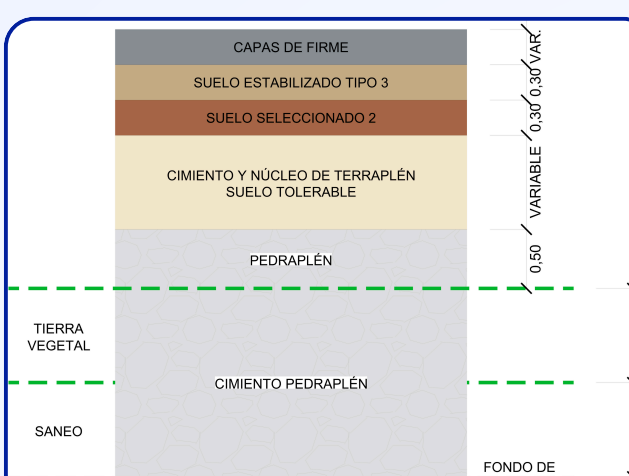 CAPAS DE FIRME
VAR.
SUELO ESTABILIZADO TIPO 3
0,30
SUELO SELECCIONADO 2
0,30
CIMIENTO Y NÚCLEO DE TERRAPLÉN
SUELO TOLERABLE
VARIABLE
PEDRAPLÉN
0,50
TIERRA
VEGETAL
CIMIENTO PEDRAPLÉN
SANEO
FONDO DE